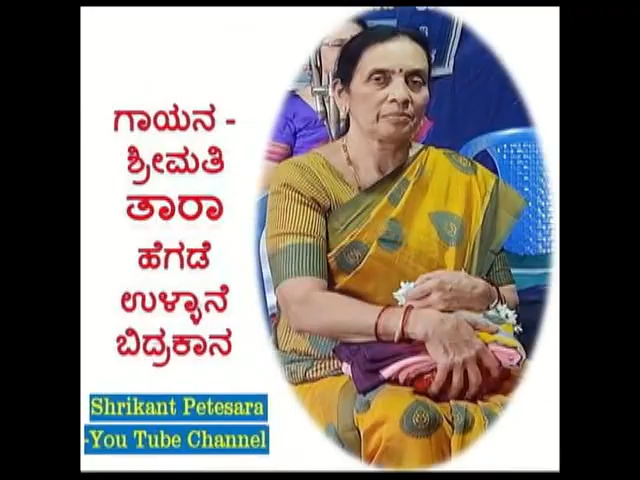 ಗಾಯನ -
ಶ್ರೀಮತಿ
ತಾರಾ
ಹೆಗಡೆ
ಉಳ್ಳಾನೆ
ಬಿದ್ರಕಾನ
Shrikant Petesara
-You Tube Channel